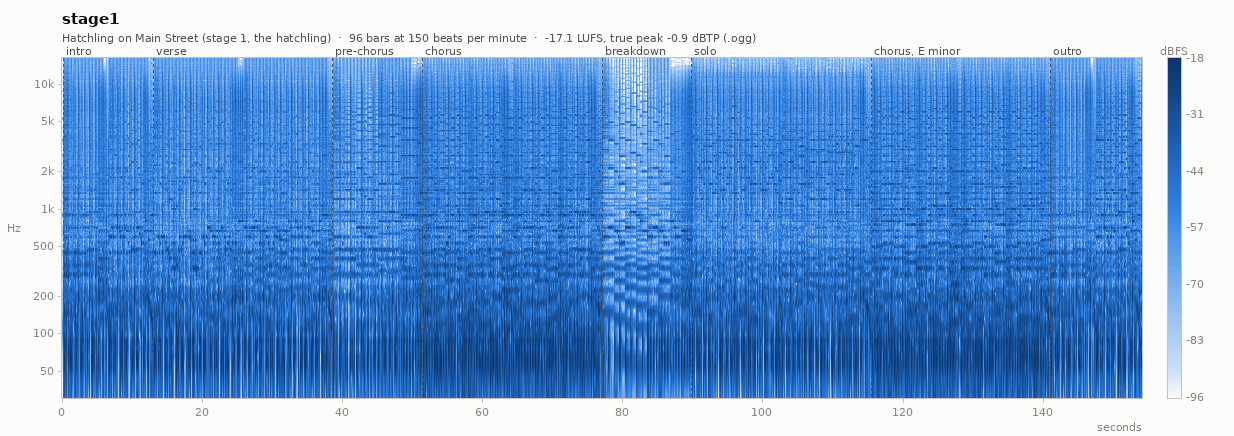 stage1
Hatchling on Main Street (stage 1, the hatchling)  ·  96 bars at 150 beats per minute  ·  -17.1 LUFS, true peak -0.9 dBTP (.ogg)
intro verse pre-chorus chorus breakdown solo chorus, E minor outro dBFS
10k
5k
2k
1k
Hz
500
200
100
50
-18
-31
-44
-57
-70
-83
-96
0 20 40 60 80 100 120 140
seconds